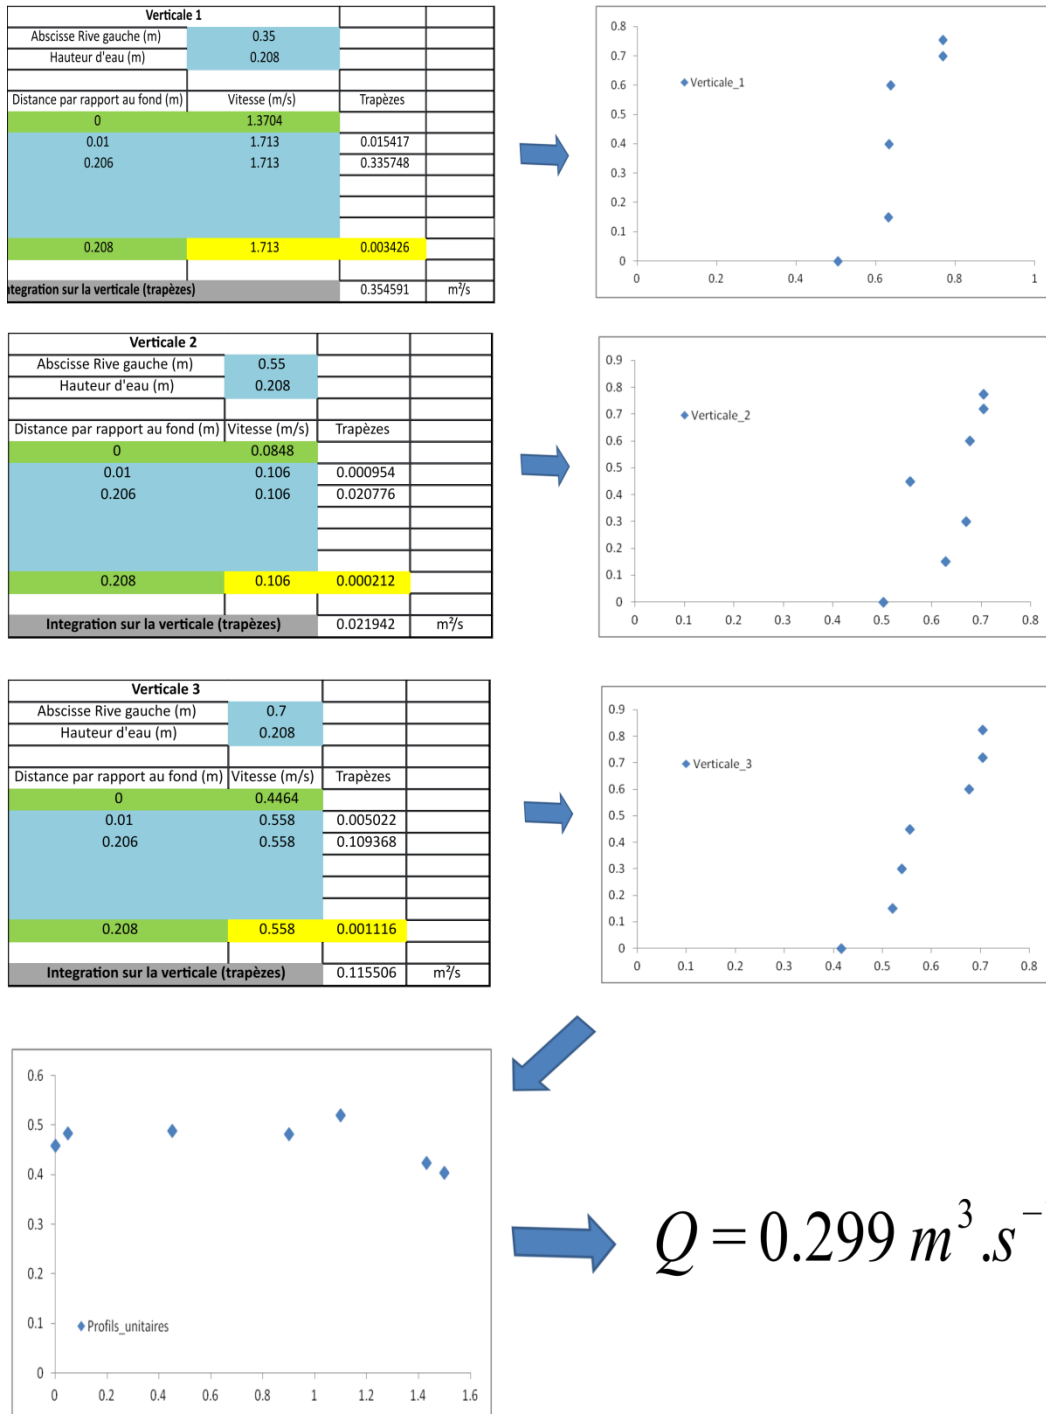 Verticale 1
Abscisse Rive gauche (m) 0.35
Hauteur d'eau (m) 0.208
Distance par rapport au fond (m) Vitesse (m/s) Trapèzes
0 1.3704
0.01 1.713 0.015417
0.206 1.713 0.335748
0.208 1.713 0.003426
ntegration sur la verticale (trapèzes) 0.354591 m²/s
0.8
0.7
0.6
0.5
0.4
0.3
0.2
0.1
0
Verticale_1
0 0.2 0.4 0.6 0.8 1
Verticale 2
Abscisse Rive gauche (m) 0.55
Hauteur d'eau (m) 0.208
Distance par rapport au fond (m) Vitesse (m/s) Trapèzes
0 0.0848
0.01 0.106 0.000954
0.206 0.106 0.020776
0.208 0.106 0.000212
Integration sur la verticale (trapèzes) 0.021942 m²/s
0.9
0.8
0.7
0.6
0.5
0.4
0.3
0.2
0.1
0
Verticale_2
0 0.1 0.2 0.3 0.4 0.5 0.6 0.7 0.8
Verticale 3
Abscisse Rive gauche (m) 0.7
Hauteur d'eau (m) 0.208
Distance par rapport au fond (m) Vitesse (m/s) Trapèzes
0 0.4464
0.01 0.558 0.005022
0.206 0.558 0.109368
0.208 0.558 0.001116
Integration sur la verticale (trapèzes) 0.115506 m²/s
0.9
0.8
0.7
0.6
0.5
0.4
0.3
0.2
0.1
0
Verticale_3
0 0.1 0.2 0.3 0.4 0.5 0.6 0.7 0.8
0.6
0.5
0.4
0.3
0.2
0.1
0
Profils_unitaires
0 0.2 0.4 0.6 0.8 1 1.2 1.4 1.6
Q = 0.299 m³.s⁻